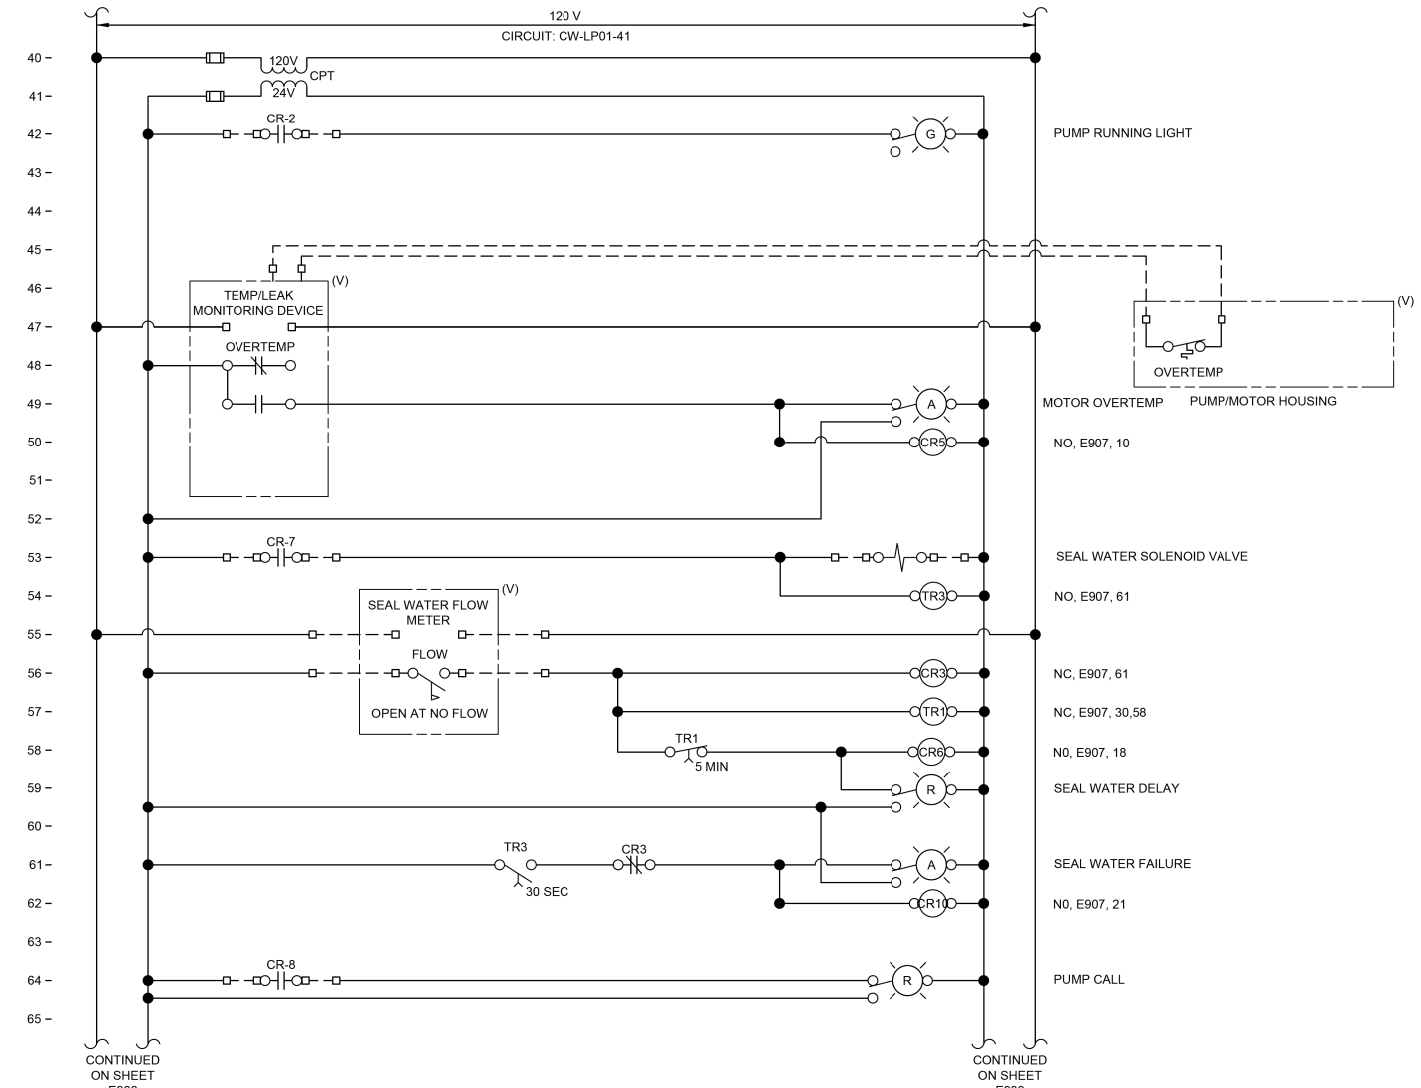 120 V
CIRCUIT: CW-LP01-41
40
120V
CPT
41
24V
CR-2
42
G
PUMP RUNNING LIGHT
43
44
45
(V)
46
TEMP/LEAK
MONITORING DEVICE
(V)
47
OVERTEMP
48
OVERTEMP
49
A
MOTOR OVERTEMP
PUMP/MOTOR HOUSING
50
CR5
NO, E907, 10
51
52
CR-7
53
SEAL WATER SOLENOID VALVE
(V)
54
TR3
NO, E907, 61
SEAL WATER FLOW
METER
55
FLOW
56
CR3
NC, E907, 61
OPEN AT NO FLOW
57
TR1
NC, E907, 30,58
TR1
58
CR6
N0, E907, 18
5 MIN
59
R
SEAL WATER DELAY
60
TR3
CR3
61
A
SEAL WATER FAILURE
30 SEC
62
CR10
N0, E907, 21
63
CR-8
64
R
PUMP CALL
65
CONTINUED
ON SHEET
CONTINUED
ON SHEET